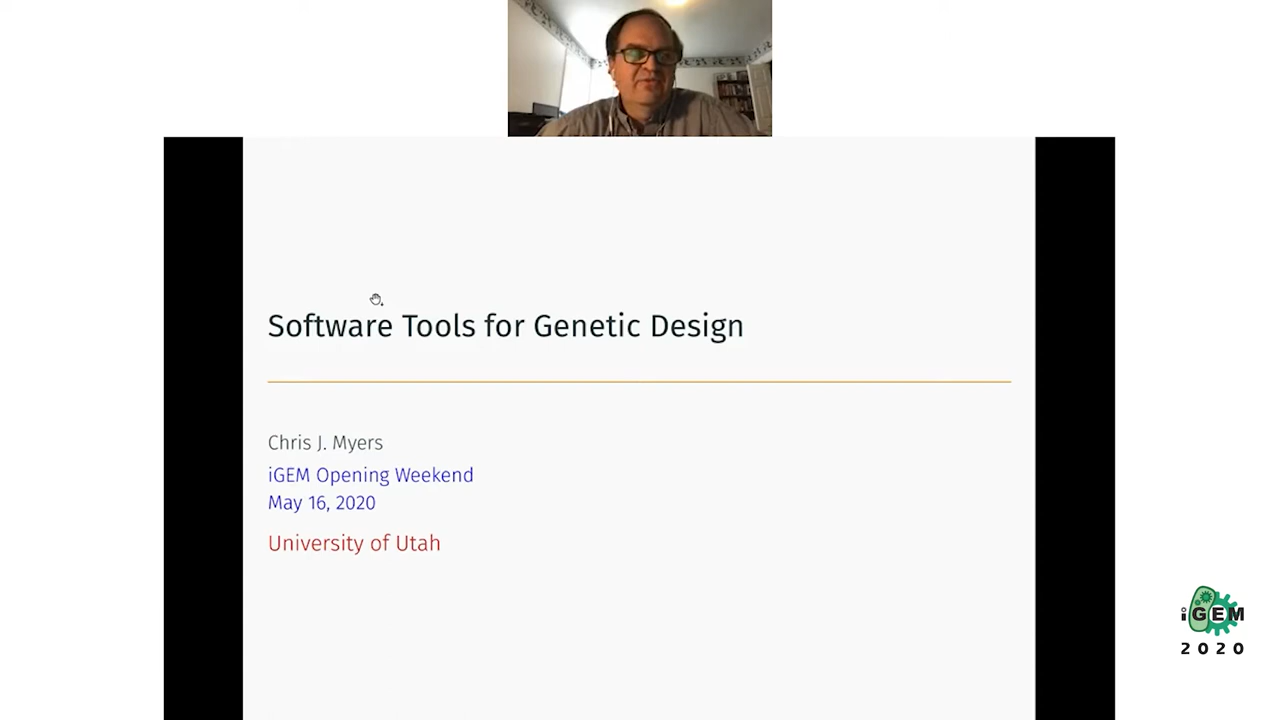 Software Tools for Genetic Design
Chris J. Myers
iGEM Opening Weekend
May 16, 2020
University of Utah
iGEM
2020